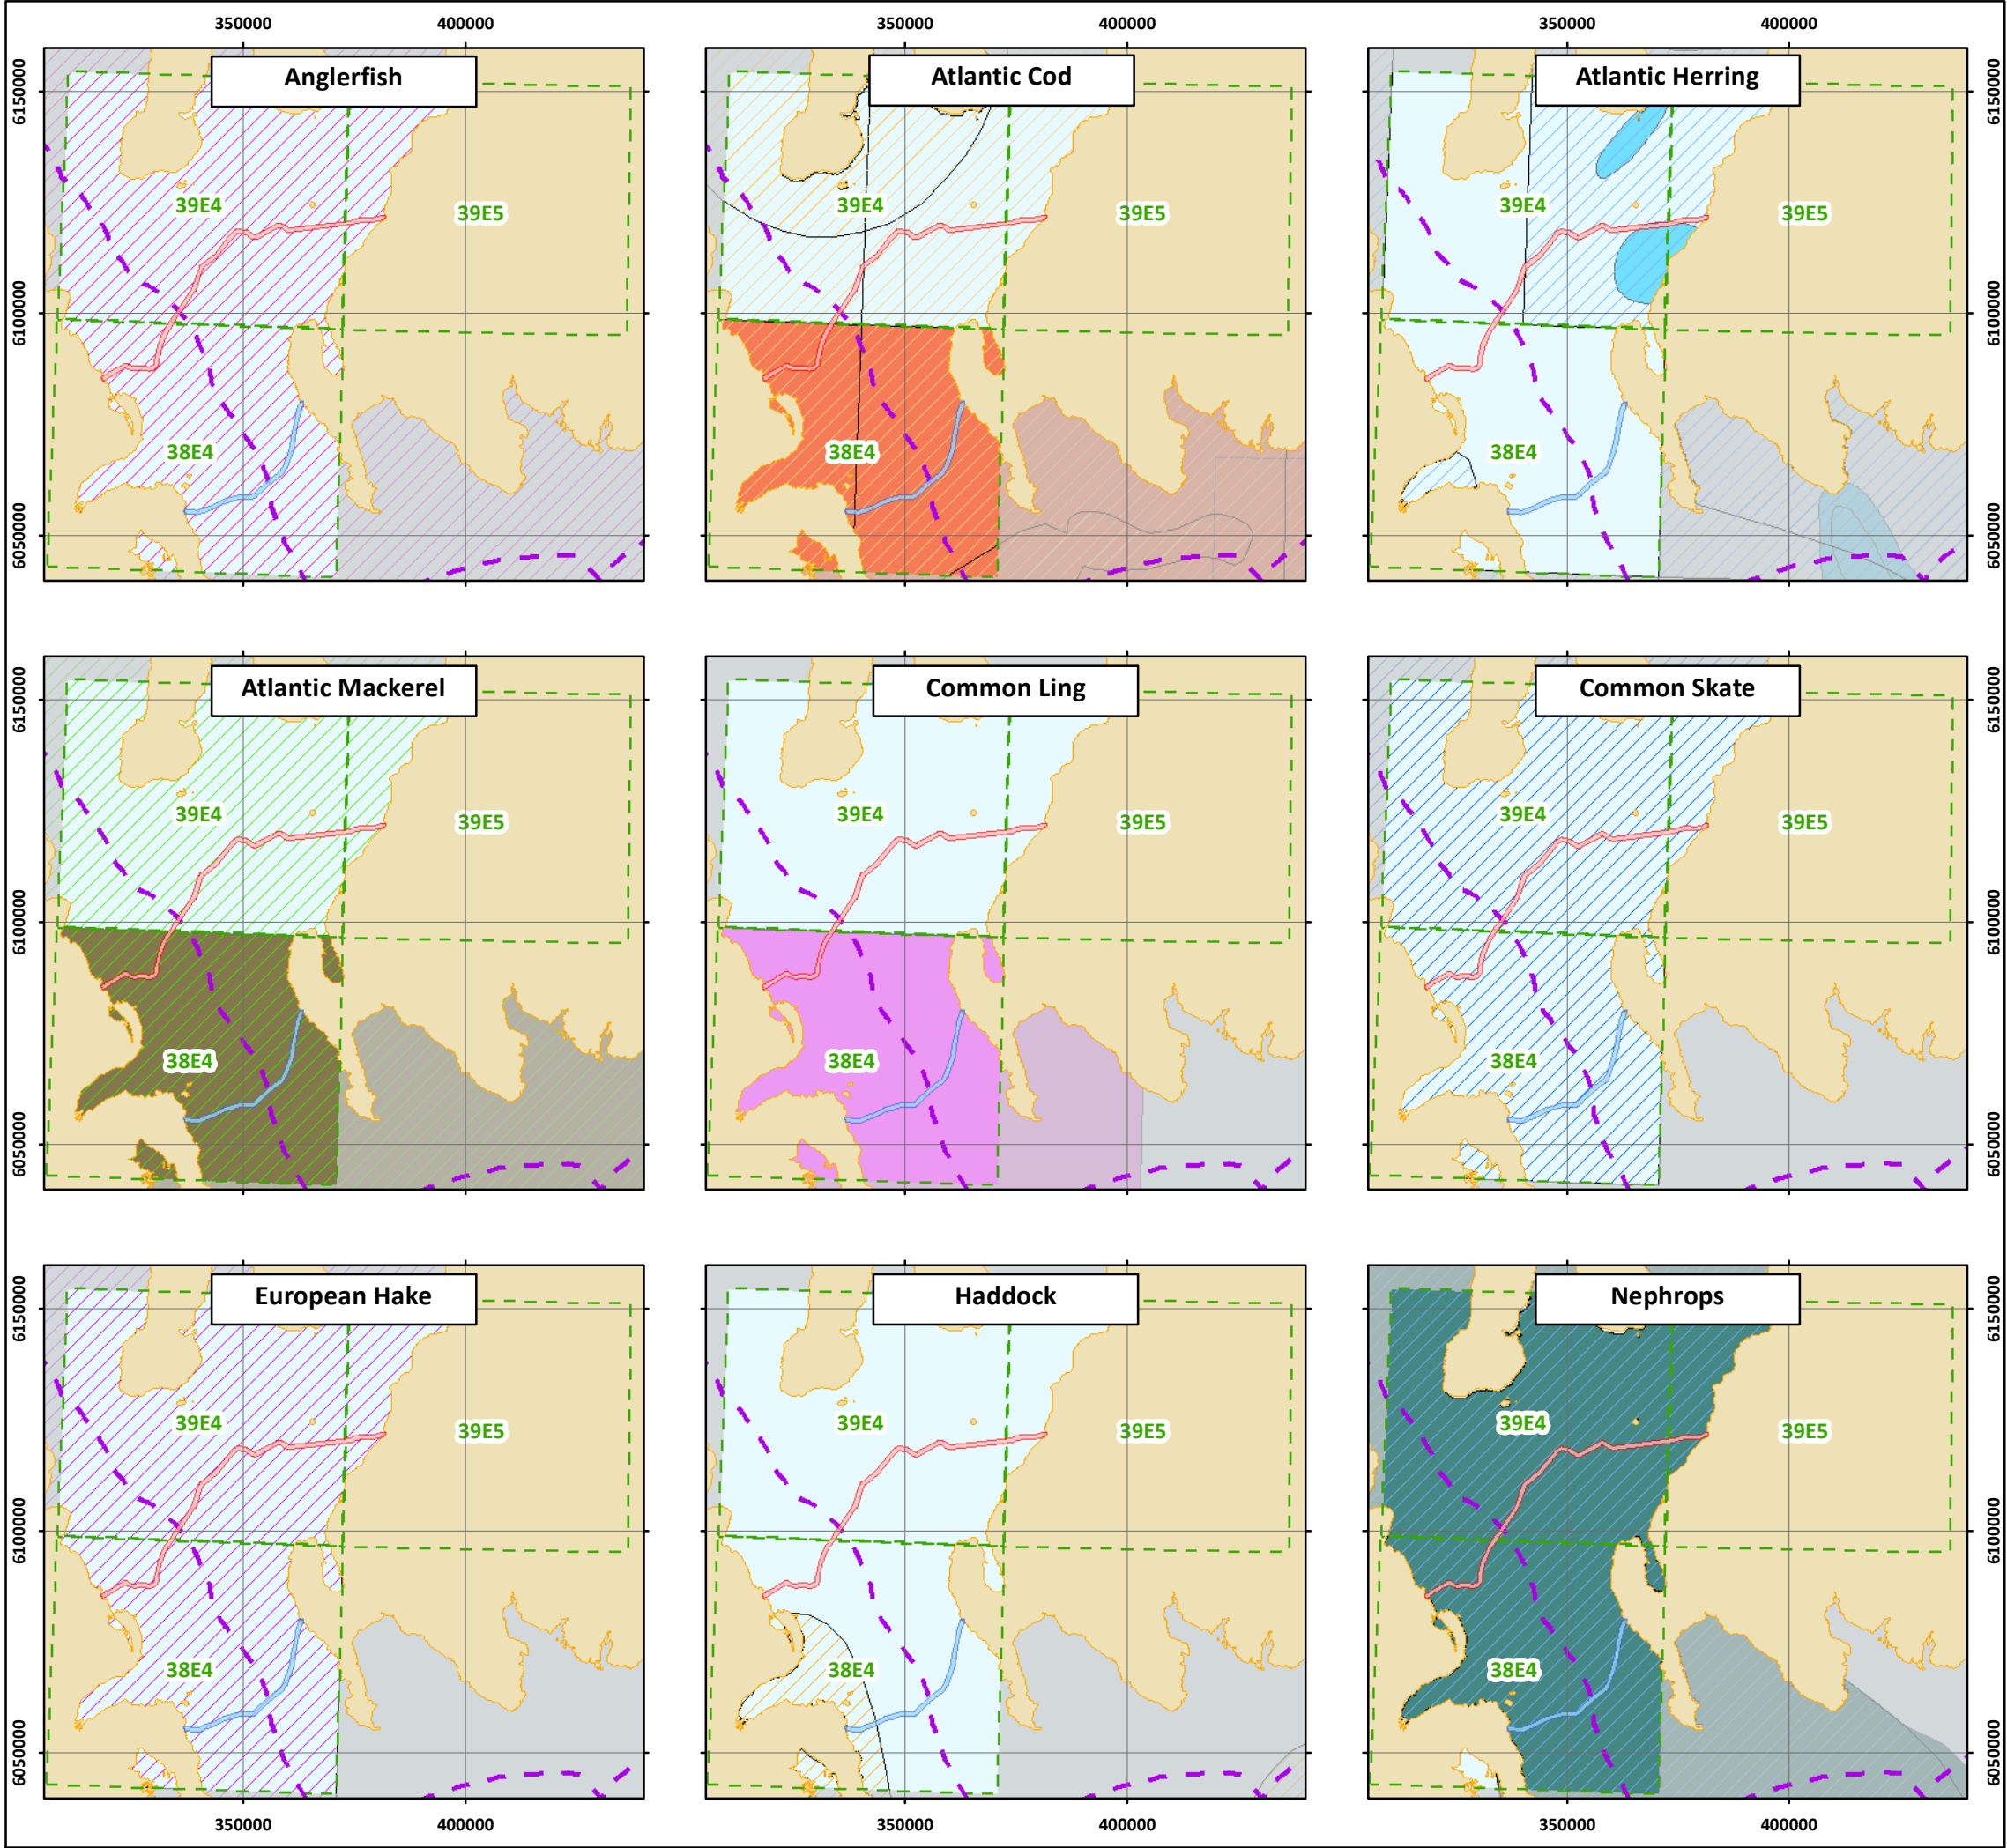 350000 400000 350000 400000 350000 400000
Anglerfish Atlantic Cod Atlantic Herring
6150000 6150000
39E4 39E5 39E4 39E5 39E4 39E5
6100000 6100000
38E4 38E4 38E4
6050000 6050000
Atlantic Mackerel Common Ling Common Skate
6150000 6150000
39E4 39E5 39E4 39E5 39E4 39E5
6100000 6100000
38E4 38E4 38E4
6050000 6050000
European Hake Haddock Nephrops
6150000 6150000
39E4 39E5 39E4 39E5 39E4 39E5
6100000 6100000
38E4 38E4 38E4
6050000 6050000
350000 400000 350000 400000 350000 400000